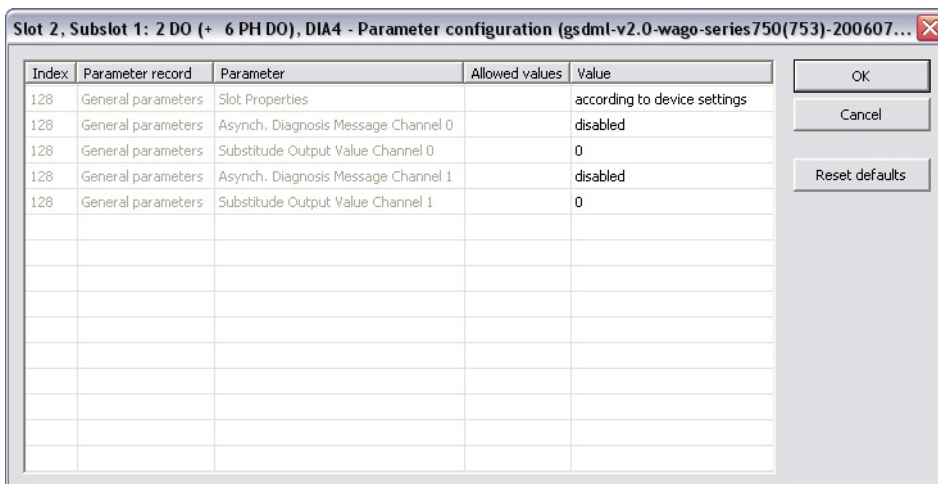 Slot 2, Subslot 1: 2 DO (+ 6 PH DO), DIA4 - Parameter configuration (gsdml-v2.0-wago-series750(753)-200607...
Index Parameter record Parameter Allowed values Value
128 General parameters Slot Properties according to device settings
128 General parameters Asynch. Diagnosis Message Channel 0 disabled
128 General parameters Substitude Output Value Channel 0 0
128 General parameters Asynch. Diagnosis Message Channel 1 disabled
128 General parameters Substitude Output Value Channel 1 0
OK
Cancel
Reset defaults